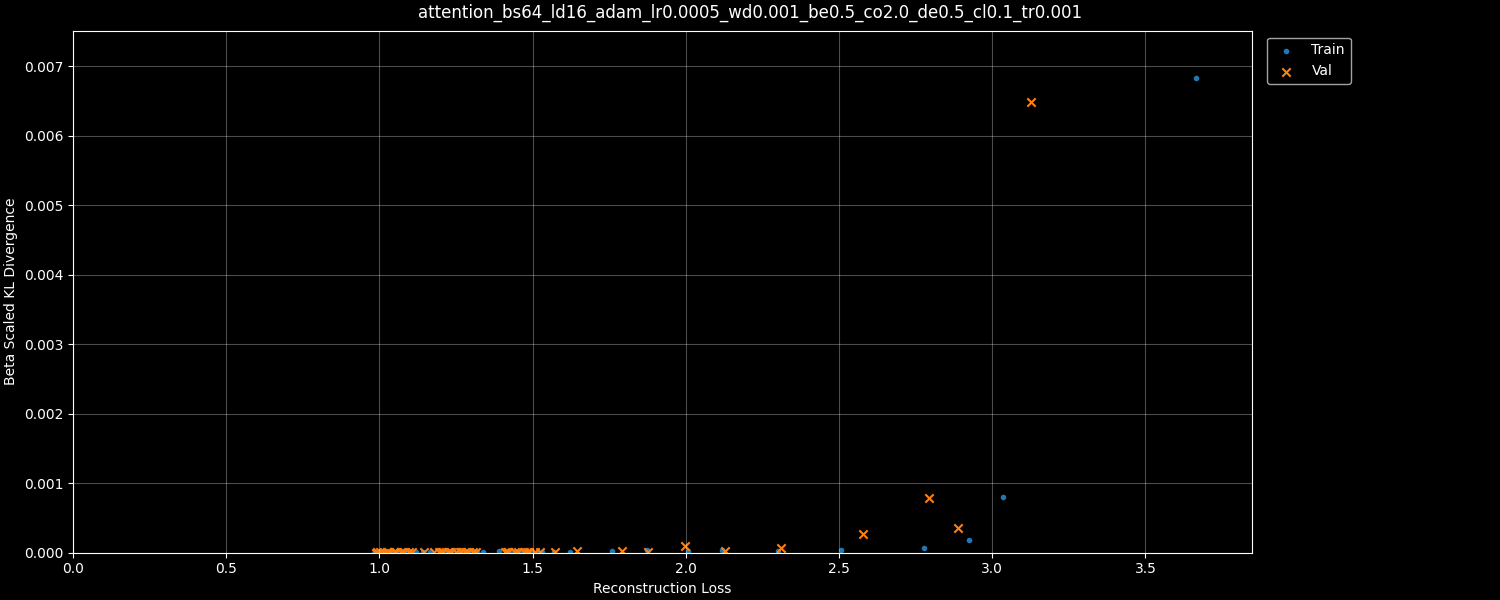 attention_bs64_ld16_adam_lr0.0005_wd0.001_be0.5_co2.0_de0.5_cl0.1_tr0.001
Train
Val
Beta Scaled KL Divergence
0.007
0.006
0.005
0.004
0.003
0.002
0.001
0.000
0.0 0.5 1.0 1.5 2.0 2.5 3.0 3.5
Reconstruction Loss